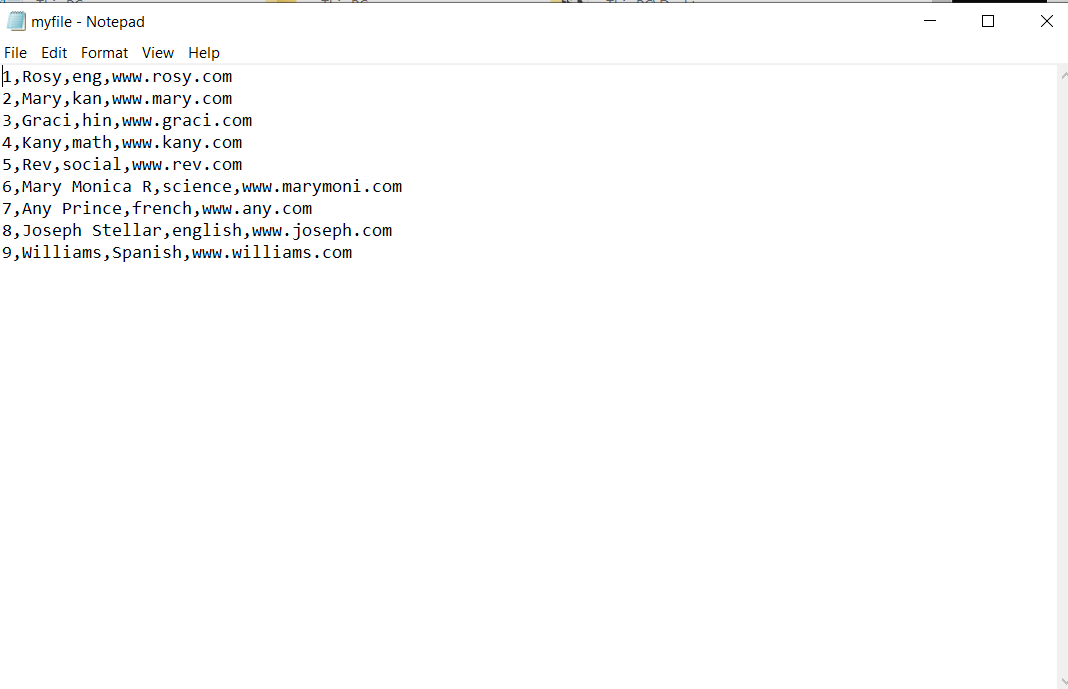 myfile - Notepad
File Edit Format View Help
1,Rosy,eng,www.rosy.com
2,Mary,kan,www.mary.com
3,Graci,hin,www.graci.com
4,Kany,math,www.kany.com
5,Rev,social,www.rev.com
6,Mary Monica R,science,www.marymoni.com
7,Any Prince,french,www.any.com
8,Joseph Stellar,english,www.joseph.com
9,Williams,Spanish,www.williams.com